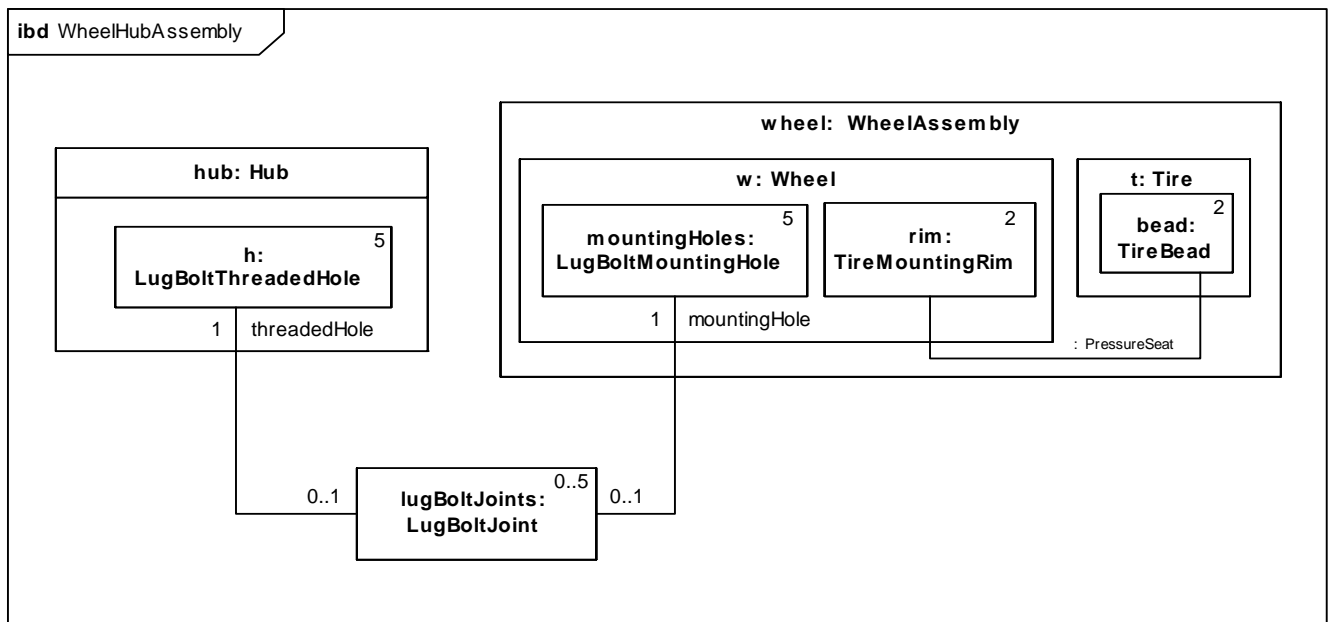 ibd WheelHubAssembly
wheel: WheelAssembly
hub: Hub
w: Wheel
t: Tire
5
h:
LugBoltThreadedHole
5
mountingHoles:
LugBoltMountingHole
2
rim:
TireMountingRim
2
bead:
TireBead
1 threadedHole
1 mountingHole
: PressureSeat
0..1
0..5
lugBoltJoints:
LugBoltJoint
0..1